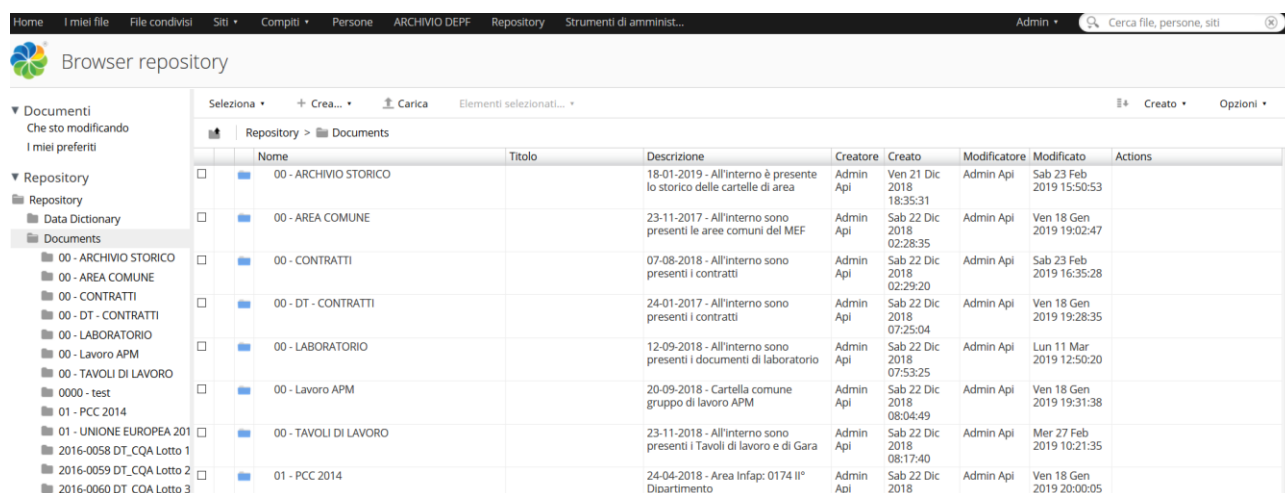 Home I miei file File condivisi Siti Compiti Persone ARCHIVIO DEPF Repository Strumenti di amminist... Admin Cerca file, persone, siti
Browser repository
Documenti
Che sto modificando
I miei preferiti
Repository
Repository
Data Dictionary
Documents
00 - ARCHIVIO STORICO
00 - AREA COMUNE
00 - CONTRATTI
00 - DT - CONTRATTI
00 - LABORATORIO
00 - Lavoro APM
00 - TAVOLI DI LAVORO
0000 - test
01 - PCC 2014
01 - UNIONE EUROPEA 201
2016-0058 DT_CQA Lotto 1
2016-0059 DT_CQA Lotto 2
2016-0060 DT_CQA Lotto 3
Seleziona + Crea... Carica Elementi selezionati... Creato Opzioni
Repository > Documents
Nome Titolo Descrizione Creatore Creato Modificatore Modificato Actions
00 - ARCHIVIO STORICO 18-01-2019 - All'interno è presente Admin Ven 21 Dic Admin Api Sab 23 Feb
lo storico delle cartelle di area Api 2018 2019 15:50:53
18:35:31
00 - AREA COMUNE 23-11-2017 - All'interno sono Admin Sab 22 Dic Admin Api Ven 18 Gen
presenti le aree comuni del MEF Api 2018 2019 19:02:47
02:28:35
00 - CONTRATTI 07-08-2018 - All'interno sono Admin Sab 22 Dic Admin Api Sab 23 Feb
presenti i contratti Api 2018 2019 16:35:28
02:29:20
00 - DT - CONTRATTI 24-01-2017 - All'interno sono Admin Sab 22 Dic Admin Api Ven 18 Gen
presenti i contratti Api 2018 2019 19:28:35
07:25:04
00 - LABORATORIO 12-09-2018 - All'interno sono Admin Sab 22 Dic Admin Api Lun 11 Mar
presenti i documenti di laboratorio Api 2018 2019 12:50:20
07:53:25
00 - Lavoro APM 20-09-2018 - Cartella comune Admin Sab 22 Dic Admin Api Ven 18 Gen
gruppo di lavoro APM Api 2018 2019 19:31:38
08:04:49
00 - TAVOLI DI LAVORO 23-11-2018 - All'interno sono Admin Sab 22 Dic Admin Api Mer 27 Feb
presenti i Tavoli di lavoro e di Gara Api 2018 2019 10:21:35
08:17:40
01 - PCC 2014 24-04-2018 - Area Infap: 0174 II° Admin Sab 22 Dic Admin Api Ven 18 Gen
Dipartimento Api 2018 2019 20:00:05